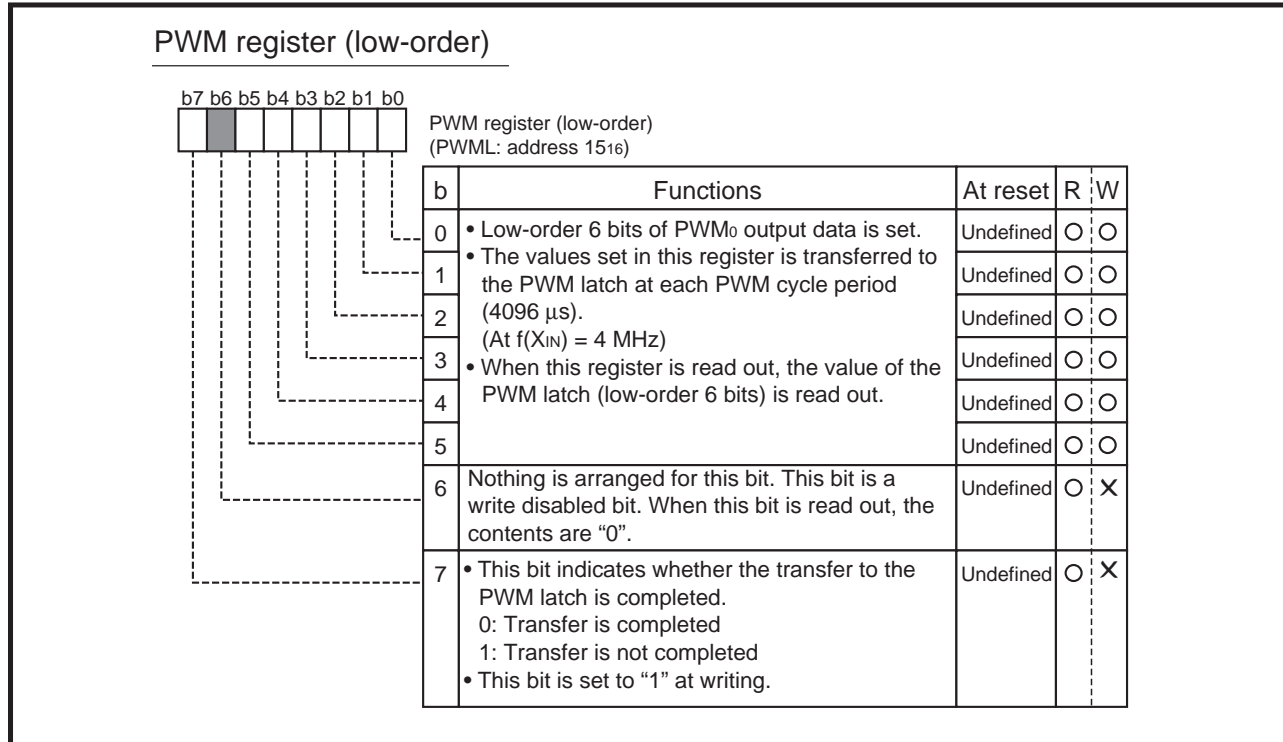 PWM register (low-order)
b7 b6 b5 b4 b3 b2 b1 b0
PWM register (low-order)
(PWML: address 1516)
b Functions At reset R W
0 • Low-order 6 bits of PWM0 output data is set. Undefined O O
• The values set in this register is transferred to
1 the PWM latch at each PWM cycle period Undefined O O
2 (4096 µs). Undefined O O
(At f(XIN) = 4 MHz)
3 • When this register is read out, the value of the Undefined O O
4 PWM latch (low-order 6 bits) is read out. Undefined O O
5 Undefined O O
6 Nothing is arranged for this bit. This bit is a Undefined O X
write disabled bit. When this bit is read out, the
contents are “0”.
7 • This bit indicates whether the transfer to the Undefined O X
PWM latch is completed.
0: Transfer is completed
1: Transfer is not completed
• This bit is set to “1” at writing.